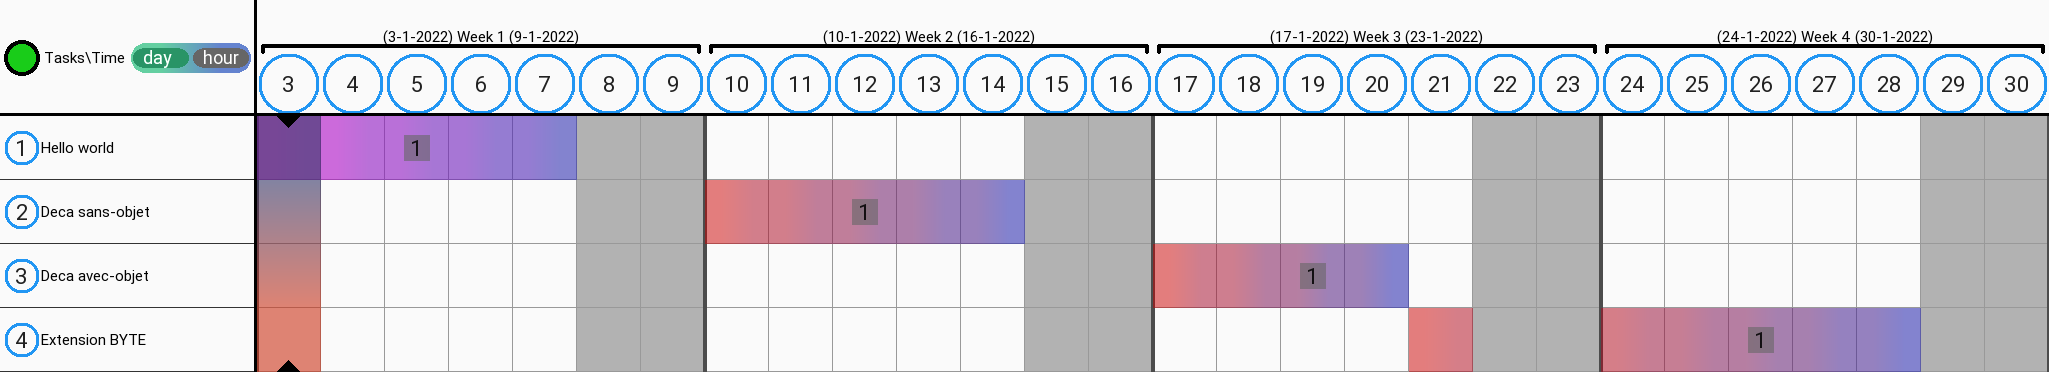 (3-1-2022) Week 1 (9-1-2022) (10-1-2022) Week 2 (16-1-2022) (17-1-2022) Week 3 (23-1-2022) (24-1-2022) Week 4 (30-1-2022)
Tasks\Time day hour
3 4 5 6 7 8 9 10 11 12 13 14 15 16 17 18 19 20 21 22 23 24 25 26 27 28 29 30
1 Hello world 1
2 Deca sans-objet 1
3 Deca avec-objet 1
4 Extension BYTE 1